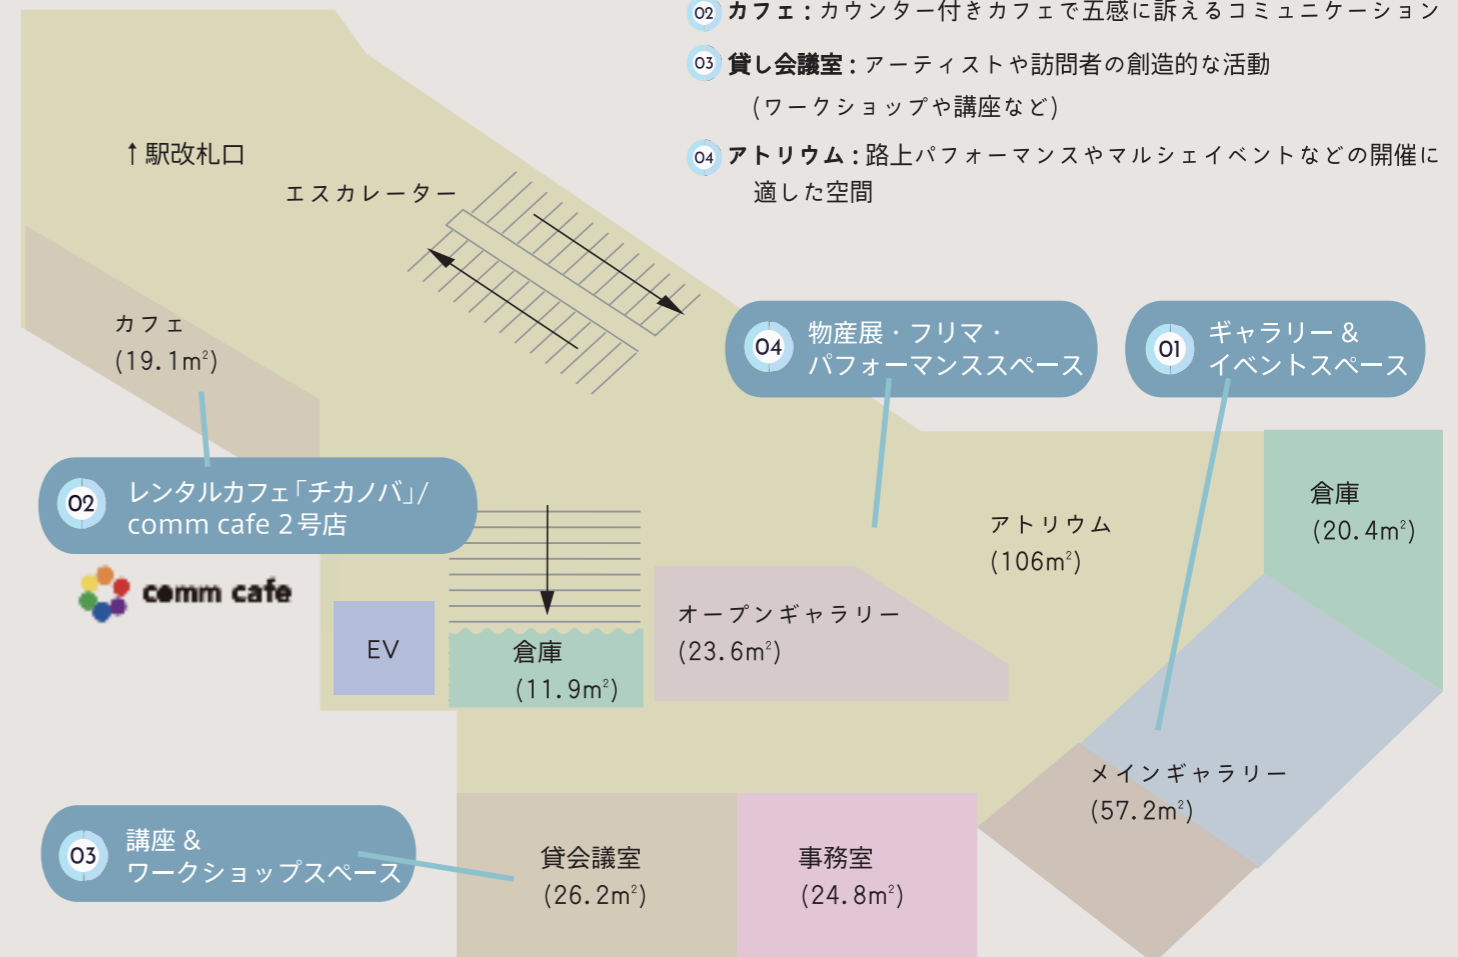 02 カフェ : カウンター付きカフェで五感に訴えるコミュニケーション
03 貸し会議室 : アーティストや訪問者の創造的な活動
(ワークショップや講座など)
04 アトリウム : 路上パフォーマンスやマルシェイベントなどの開催に
適した空間
↑駅改札口
エスカレーター
カフェ
(19.1m²)
04 物産展・フリマ・
パフォーマンススペース
01 ギャラリー &
イベントスペース
02 レンタルカフェ「チカノバ」/
comm cafe 2号店
comm cafe
倉庫
(20.4m²)
アトリウム
(106m²)
オープンギャラリー
(23.6m²)
EV
倉庫
(11.9m²)
メインギャラリー
(57.2m²)
03 講座 &
ワークショップスペース
貸会議室
(26.2m²)
事務室
(24.8m²)